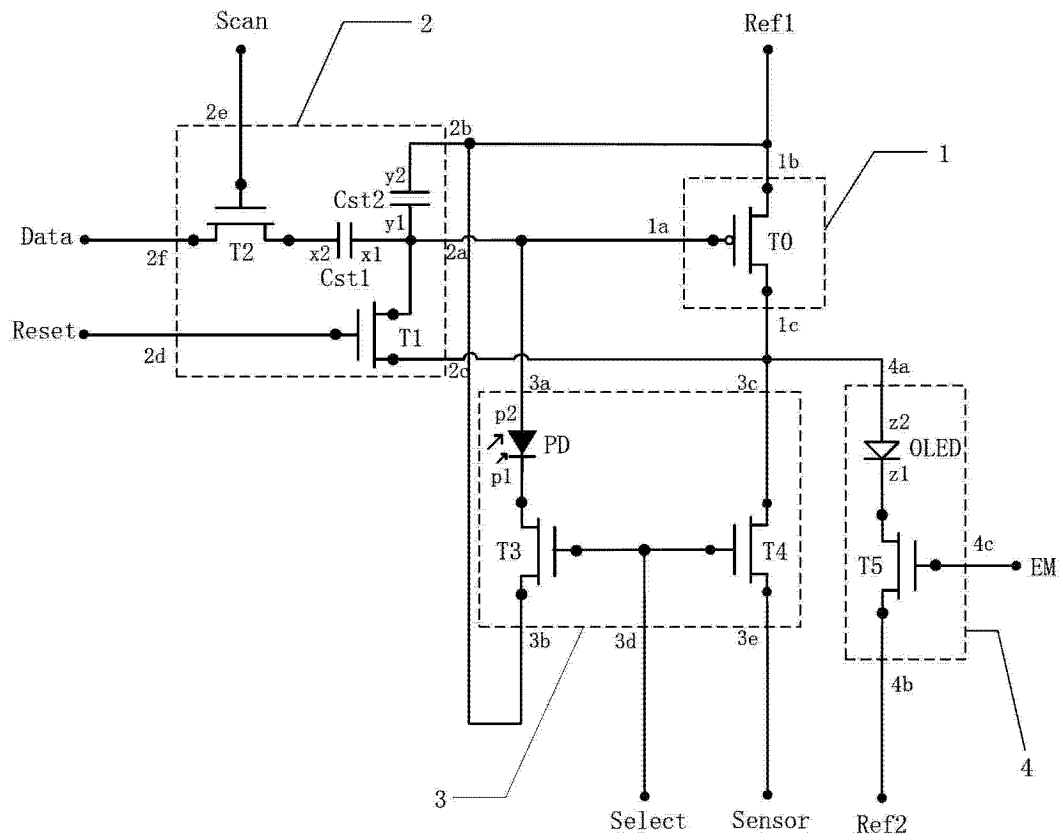 Scan
2
Ref1
2e
2b
1b
1
y2
Cst2
y1
1a
T0
Data
2f
T2
x2
x1
2a
Cst1
Reset
2d
T1
1c
2c
3a
3c
4a
p2
PD
z2
OLED
p1
z1
T3
T4
T5
4c
EM
3b
3d
3e
4b
3
4
Select
Sensor
Ref2